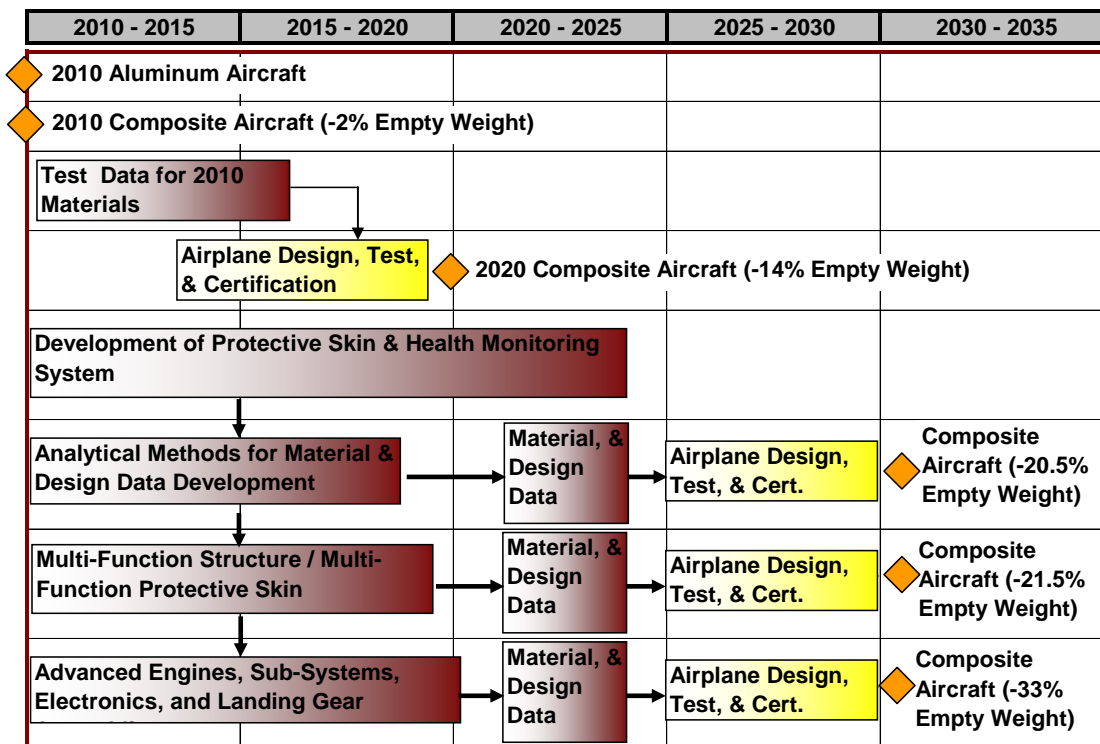 2010 - 2015
2015 - 2020
2020 - 2025
2025 - 2030
2030 - 2035
2010 Aluminum Aircraft
2010 Composite Aircraft (-2% Empty Weight)
Test Data for 2010
Materials
Airplane Design, Test,
& Certification
2020 Composite Aircraft (-14% Empty Weight)
Development of Protective Skin & Health Monitoring
System
Analytical Methods for Material &
Design Data Development
Material, &
Design
Data
Airplane Design,
Test, & Cert.
Composite
Aircraft (-20.5%
Empty Weight)
Multi-Function Structure / Multi-
Function Protective Skin
Material, &
Design
Data
Airplane Design,
Test, & Cert.
Composite
Aircraft (-21.5%
Empty Weight)
Advanced Engines, Sub-Systems,
Electronics, and Landing Gear
Material, &
Design
Data
Airplane Design,
Test, & Cert.
Composite
Aircraft (-33%
Empty Weight)